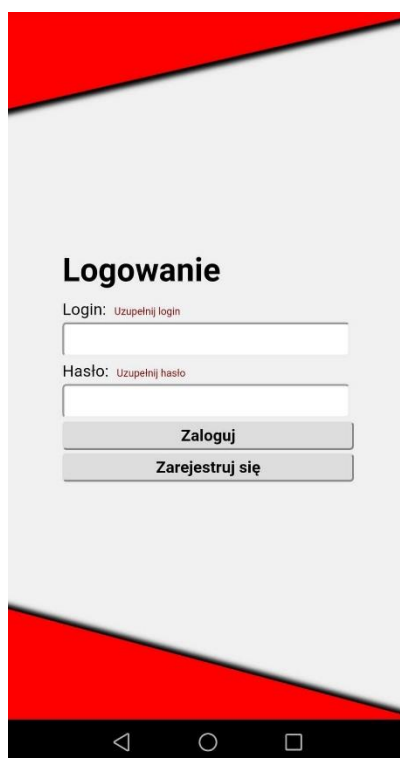 Logowanie
Login: Uzupełnij login
Hasło: Uzupełnij hasło
Zaloguj
Zarejestruj się